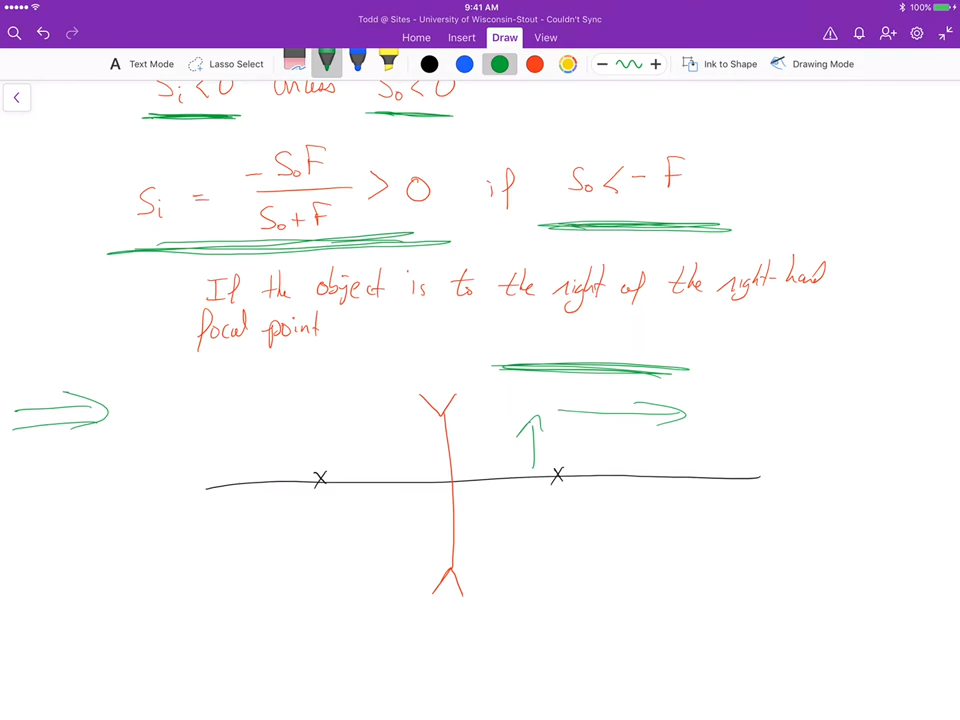 9:41 AM
100%
Todd @ Sites - University of Wisconsin-Stout - Couldn't Sync
Home Insert Draw View
A Text Mode Lasso Select Ink to Shape Drawing Mode
Si < 0 unless So < 0
Si = -SoF / So+F > 0 if So < - F
If the object is to the right of the right-hand
focal point
X X